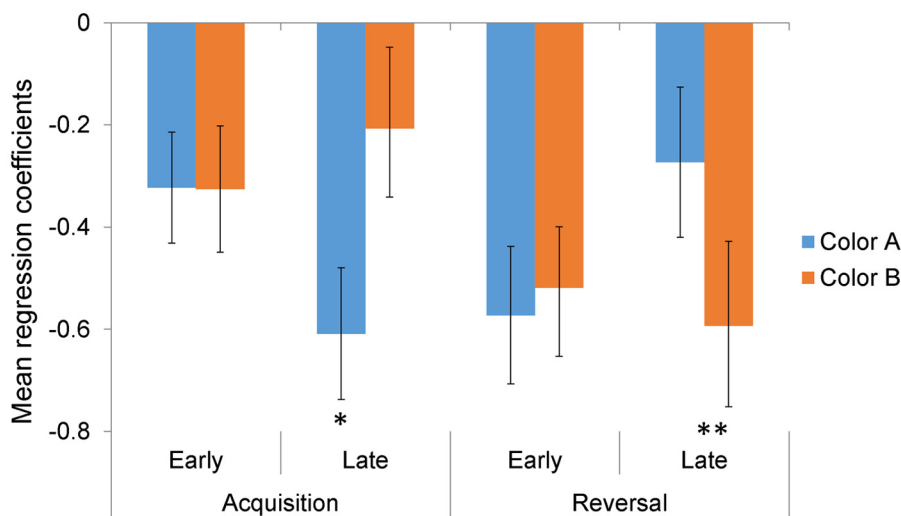 0
-0.2
-0.4
-0.6
-0.8
Mean regression coefficients
*
**
Early Late Early Late
Acquisition Reversal
Color A
Color B